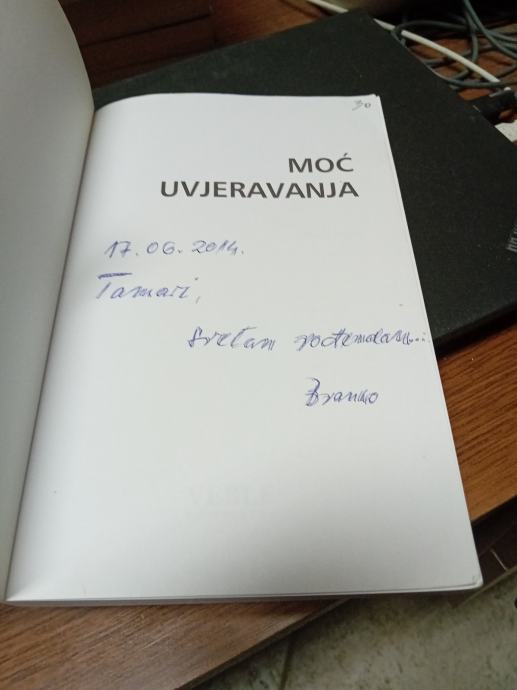 30
MOĆ
UVJERAVANJA
17.06.2014.
Tamari,
sretan rođendan...
Branko